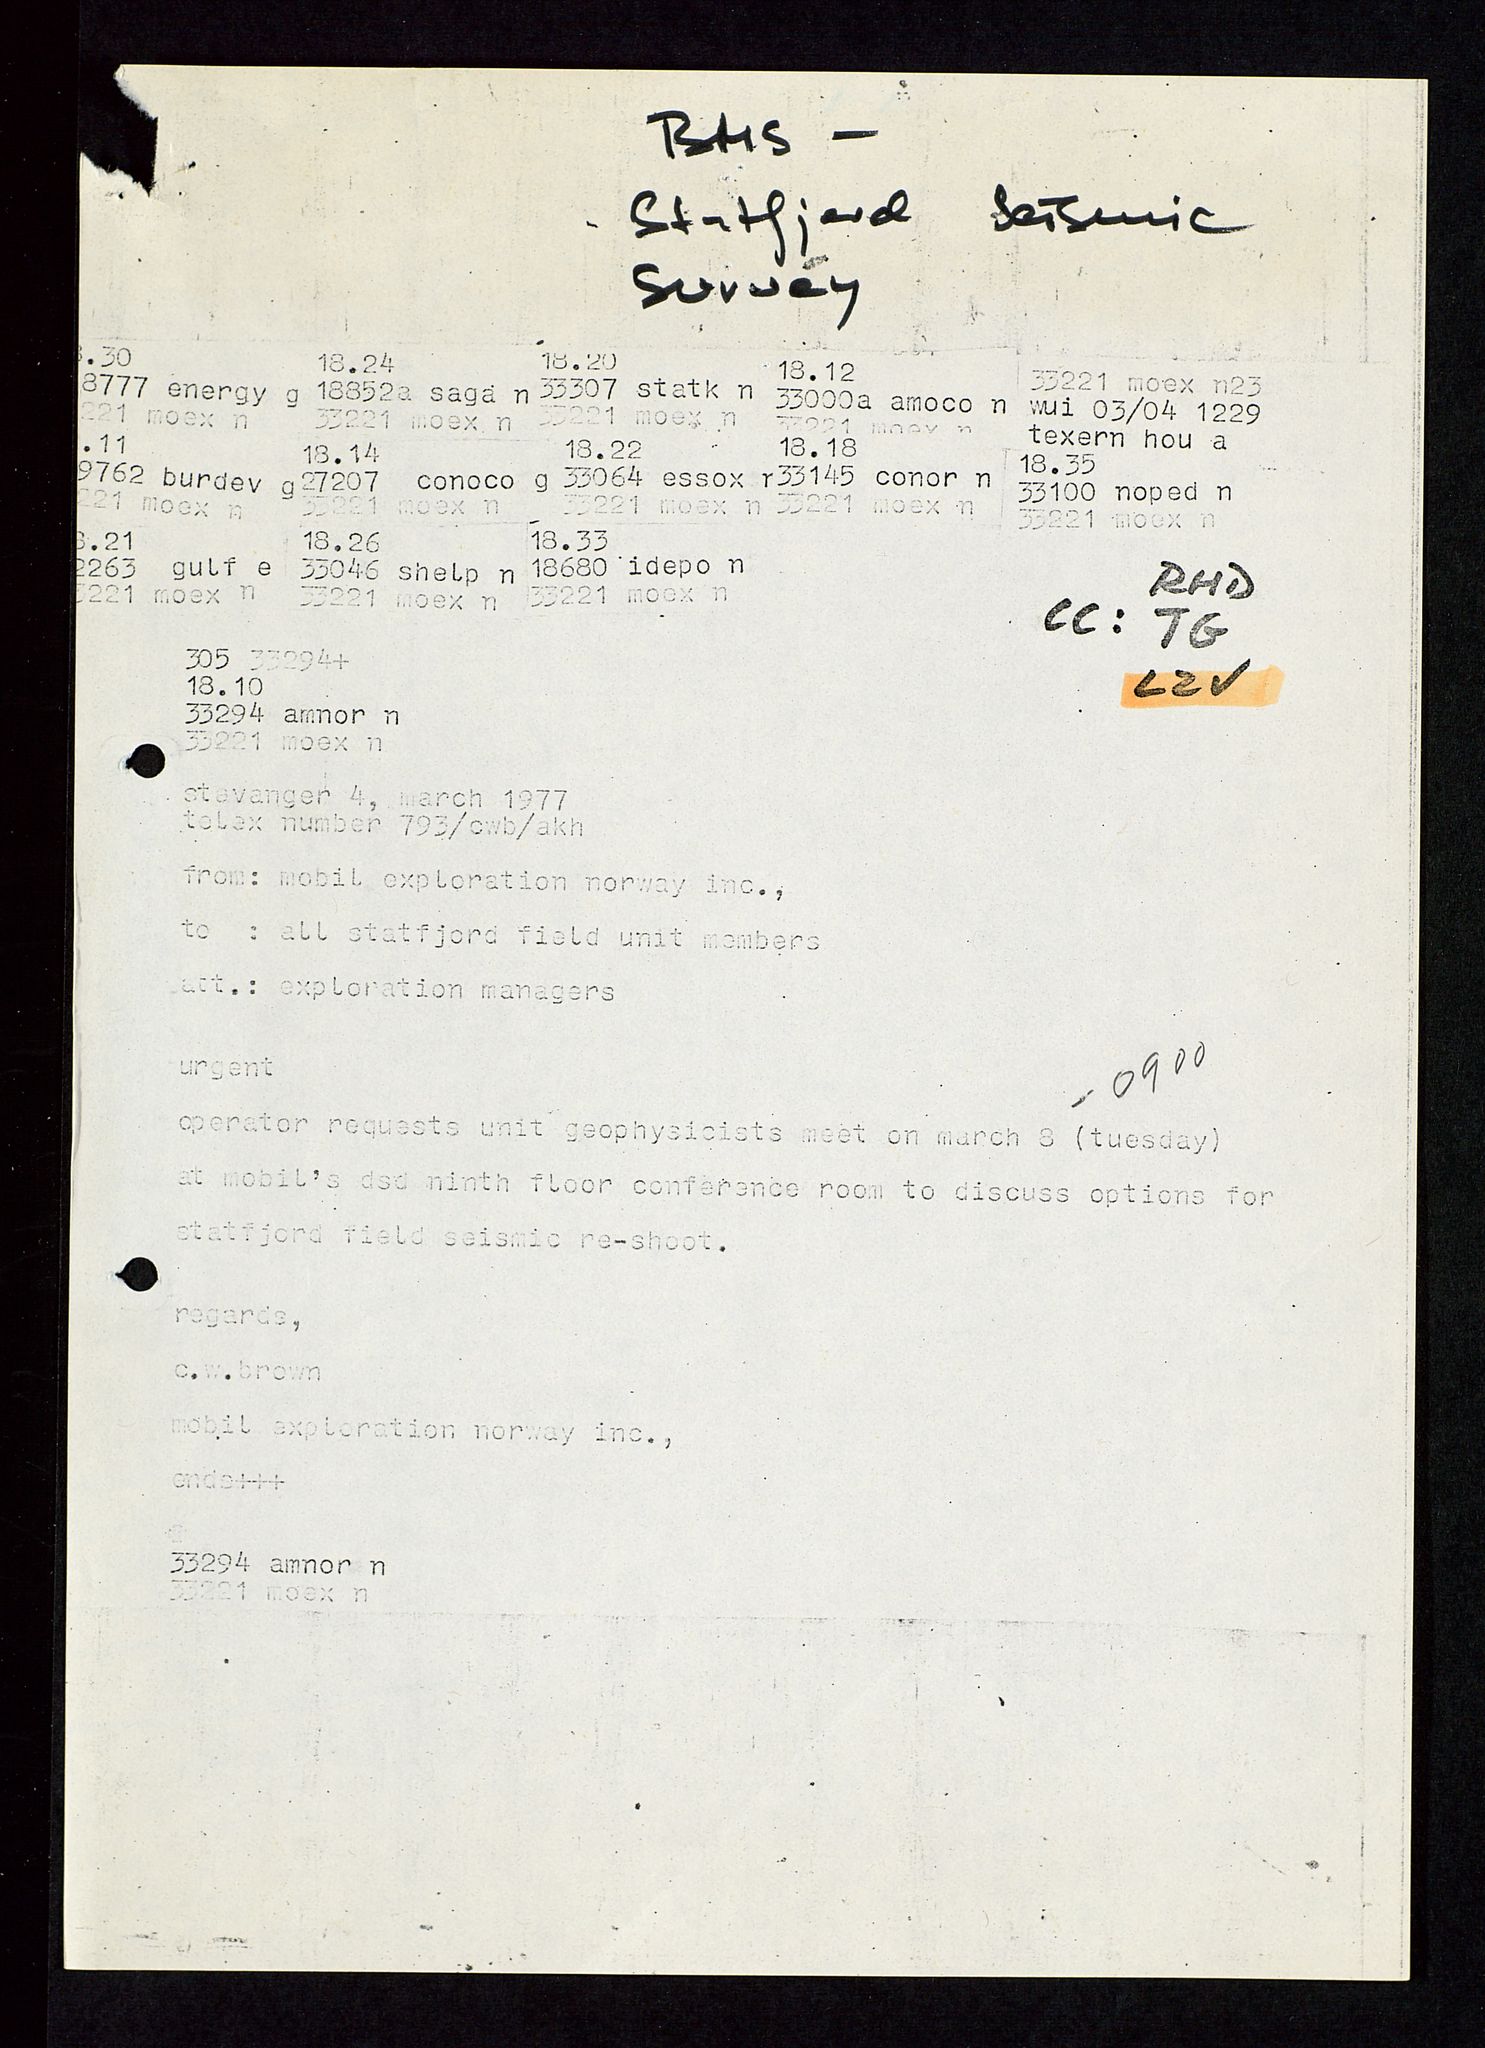 BHS -
Statfjord Seismic
Survey
.30
8777 energy g
221 moex n
18.24
18852a saga n
33221 moex n
18.20
33307 statk n
33221 moex n
18.12
33000a amoco n
33221 moex n
33221 moex n23
wui 03/04 1229
texern hou a
.11
9762 burdev g
221 moex n
18.14
27207 conoco g
33221 moex n
18.22
33064 essox
33221 moex n
18.18
33145 conor n
33221 moex n
18.35
33100 noped n
33221 moex n
.21
2263 gulf e
3221 moex n
18.26
33046 shelp n
33221 moex n
18.33
18680 idepo n
33221 moex n
RHD
CC: TG
LZV
305 33294+
18.10
33294 amnor n
33221 moex n
stavanger 4, march 1977
telex number 793/cwb/akh
from: mobil exploration norway inc.,
to : all statfjord field unit members
att.: exploration managers
urgent
- 0900
operator requests unit geophysicists meet on march 8 (tuesday)
at mobil's dsd ninth floor conference room to discuss options for
statfjord field seismic re-shoot.
regards,
c.w.brown
mobil exploration norway inc.,
ends+++
33294 amnor n
33221 moex n